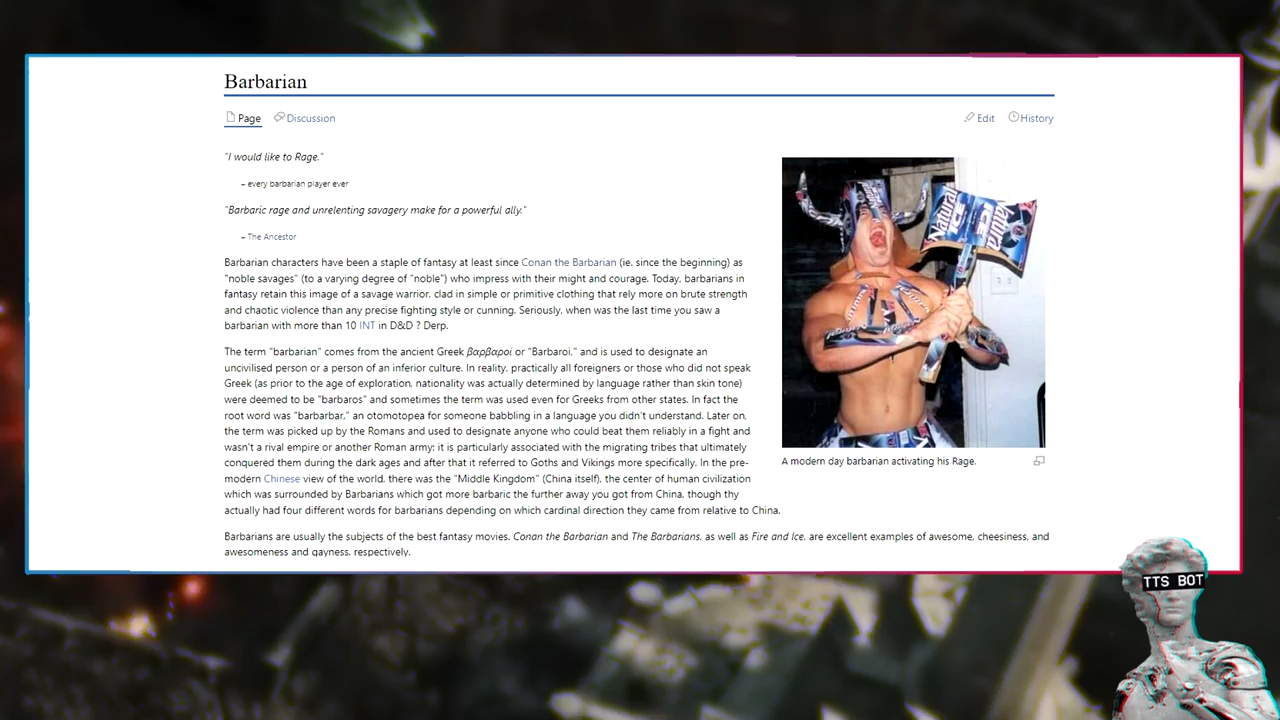 Barbarian
Page
Discussion
Edit
History
"I would like to Rage."
– every barbarian player ever
"Barbaric rage and unrelenting savagery make for a powerful ally."
– The Ancestor
Barbarian characters have been a staple of fantasy at least since Conan the Barbarian (ie. since the beginning) as
"noble savages" (to a varying degree of "noble") who impress with their might and courage. Today, barbarians in
fantasy retain this image of a savage warrior, clad in simple or primitive clothing that rely more on brute strength
and chaotic violence than any precise fighting style or cunning. Seriously, when was the last time you saw a
barbarian with more than 10 INT in D&D ? Derp.
The term "barbarian" comes from the ancient Greek βαρβαροi or "Barbaroi," and is used to designate an
uncivilised person or a person of an inferior culture. In reality, practically all foreigners or those who did not speak
Greek (as prior to the age of exploration, nationality was actually determined by language rather than skin tone)
were deemed to be "barbaros" and sometimes the term was used even for Greeks from other states. In fact the
root word was "barbarbar," an otomotopea for someone babbling in a language you didn't understand. Later on,
the term was picked up by the Romans and used to designate anyone who could beat them reliably in a fight and
wasn't a rival empire or another Roman army; it is particularly associated with the migrating tribes that ultimately
conquered them during the dark ages and after that it referred to Goths and Vikings more specifically. In the pre-
modern Chinese view of the world, there was the "Middle Kingdom" (China itself), the center of human civilization
which was surrounded by Barbarians which got more barbaric the further away you got from China, though thy
actually had four different words for barbarians depending on which cardinal direction they came from relative to China.
Barbarians are usually the subjects of the best fantasy movies. Conan the Barbarian and The Barbarians, as well as Fire and Ice, are excellent examples of awesome, cheesiness, and
awesomeness and gayness, respectively.
Natural
ICE
Natural
A modern day barbarian activating his Rage.
TTS BOT